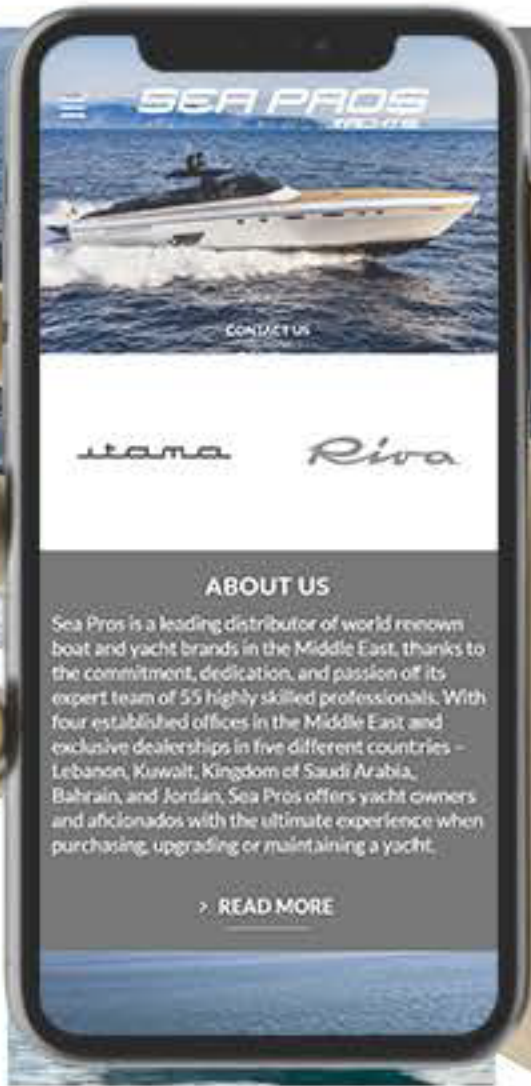 SEA PROS
YACHTS
CONTACT US
itama
Riva
ABOUT US
Sea Pros is a leading distributor of world renown
boat and yacht brands in the Middle East, thanks to
the commitment, dedication, and passion of its
expert team of 55 highly skilled professionals. With
four established offices in the Middle East and
exclusive dealerships in five different countries –
Lebanon, Kuwait, Kingdom of Saudi Arabia,
Bahrain, and Jordan, Sea Pros offers yacht owners
and aficionados with the ultimate experience when
purchasing, upgrading or maintaining a yacht.
> READ MORE